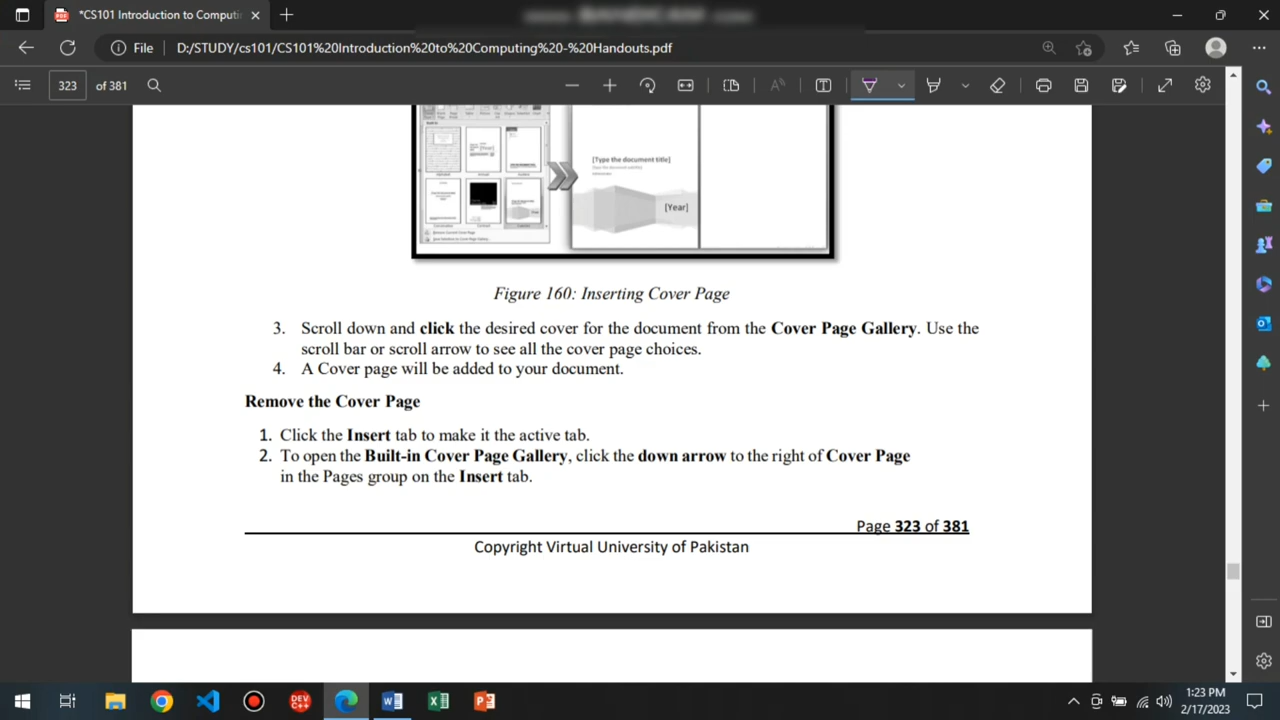 *CS101 Introduction to Computi
File
D:/STUDY/cs101/CS101%20Introduction%20to%20Computing%20-%20Handouts.pdf
323 of 381
[Type the document title]
[Year]
Figure 160: Inserting Cover Page
3. Scroll down and click the desired cover for the document from the Cover Page Gallery. Use the
scroll bar or scroll arrow to see all the cover page choices.
4. A Cover page will be added to your document.
Remove the Cover Page
1. Click the Insert tab to make it the active tab.
2. To open the Built-in Cover Page Gallery, click the down arrow to the right of Cover Page
in the Pages group on the Insert tab.
Page 323 of 381
Copyright Virtual University of Pakistan
DEV
C++
1:23 PM
2/17/2023